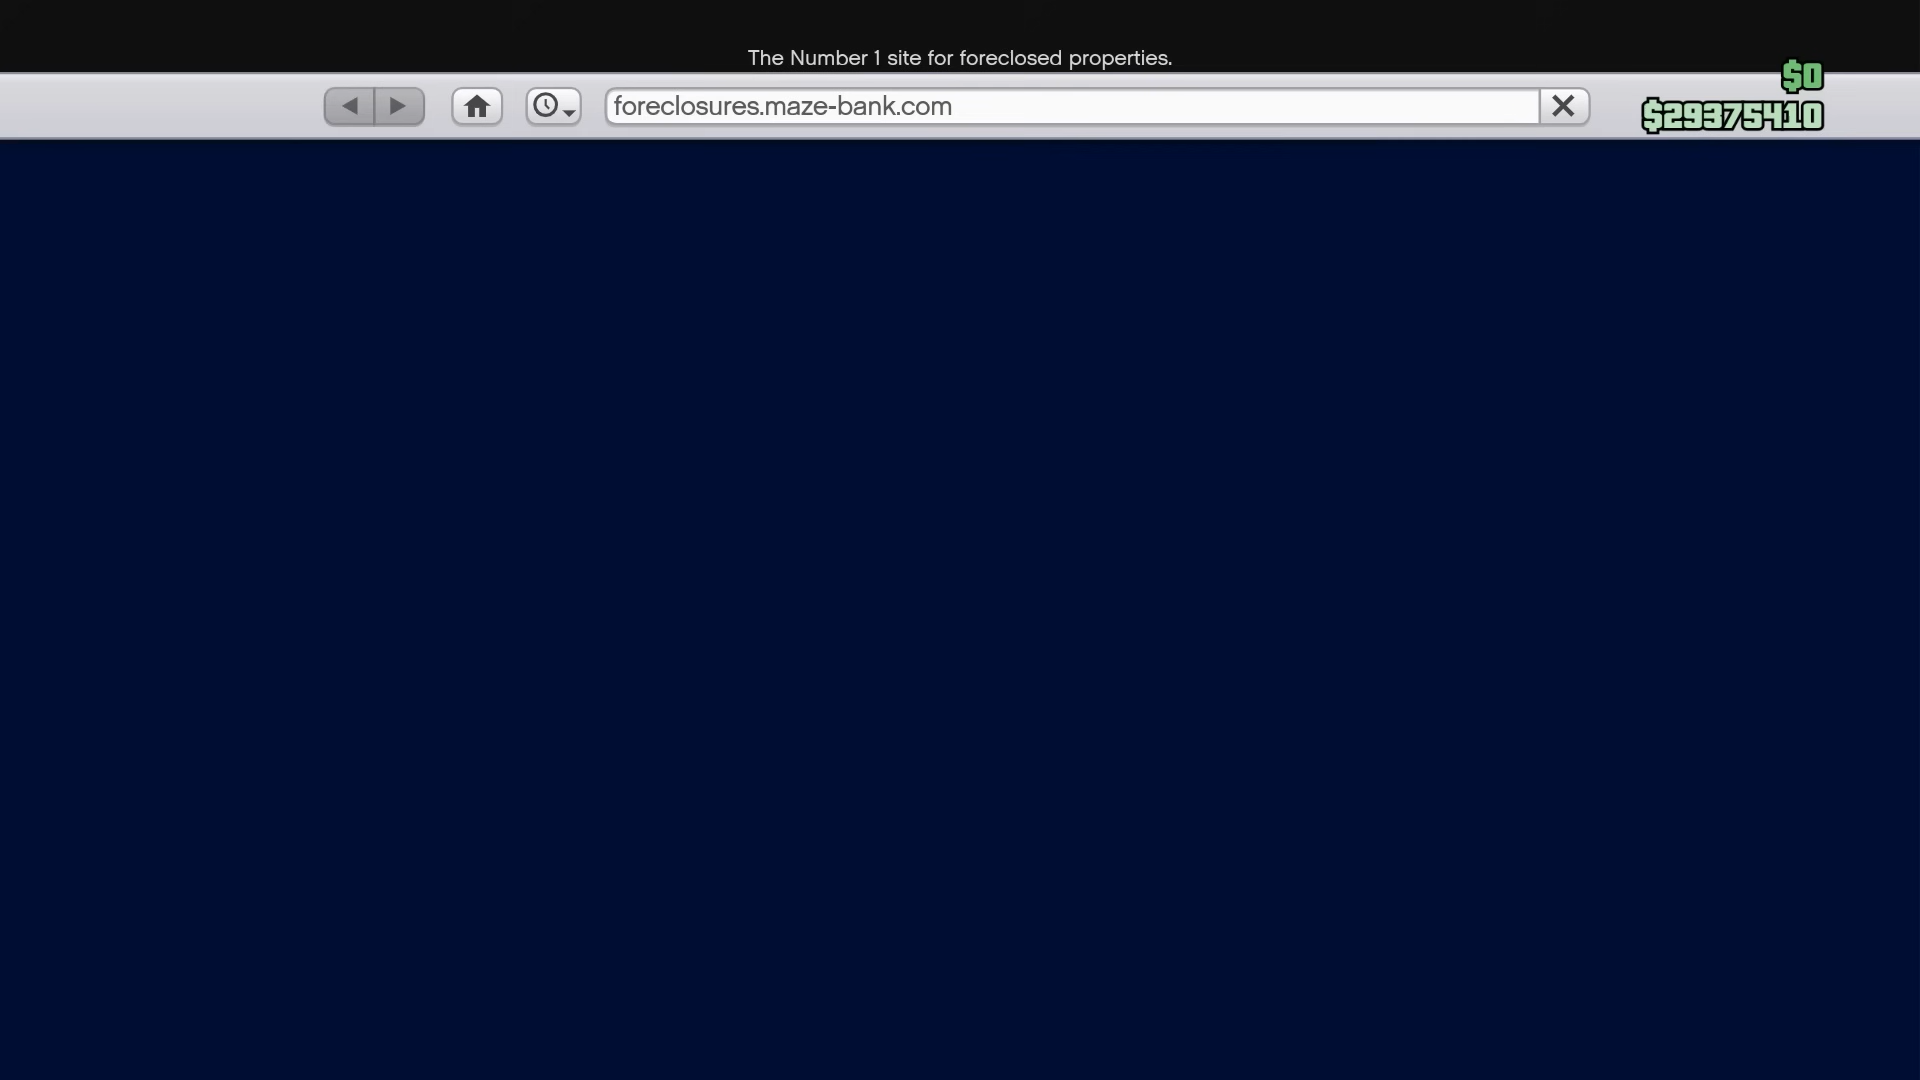 The Number 1 site for foreclosed properties.
$0
foreclosures.maze-bank.com
$29375410